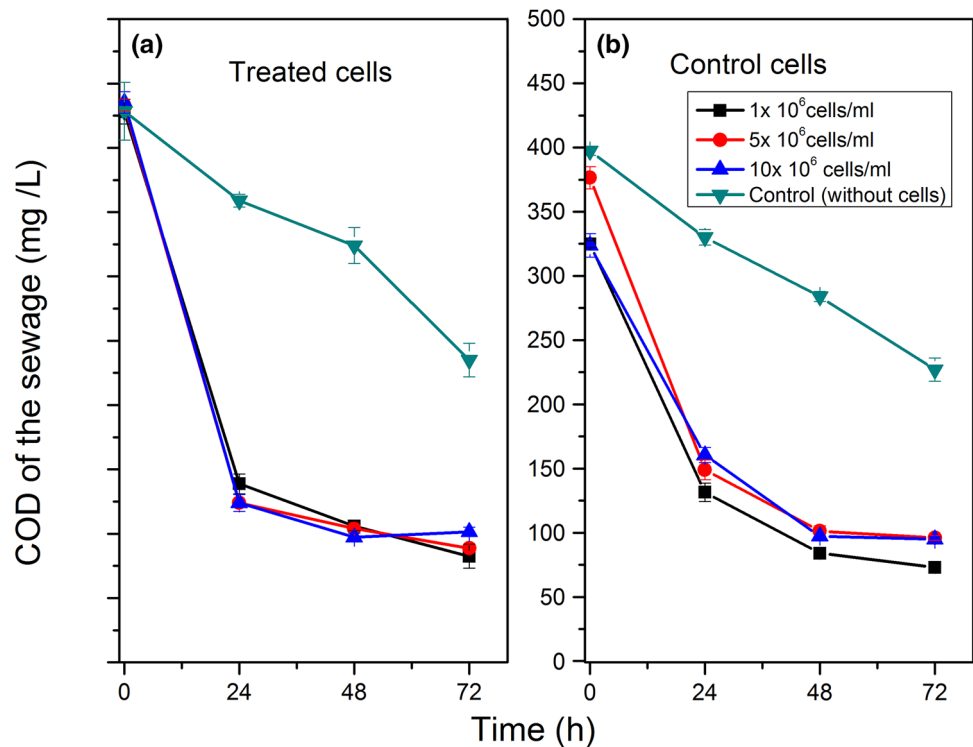 COD of the sewage (mg /L)
(a)
Treated cells
0 24 48 72
(b)
Control cells
1x 10⁶cells/ml
5x 10⁶cells/ml
10x 10⁶ cells/ml
Control (without cells)
500
450
400
350
300
250
200
150
100
50
0
0 24 48 72
Time (h)